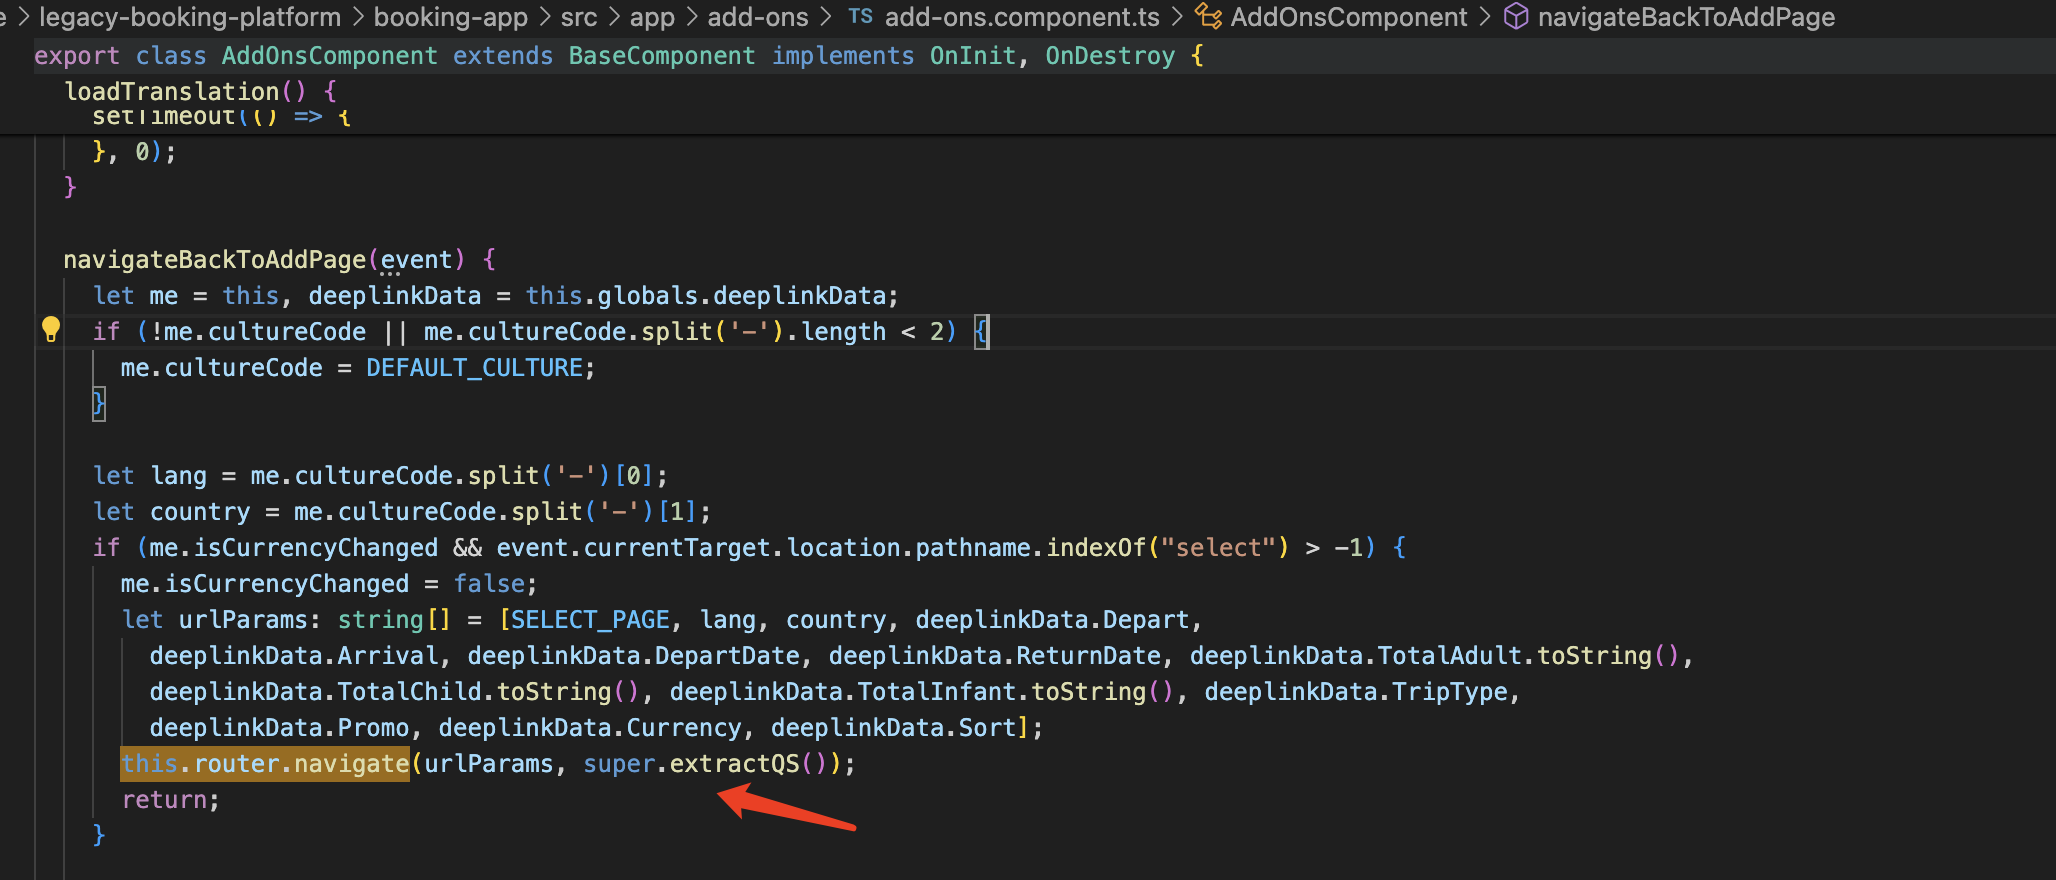 e > legacy-booking-platform > booking-app > src > app > add-ons > TS add-ons.component.ts > AddOnsComponent > navigateBackToAddPage
export class AddOnsComponent extends BaseComponent implements OnInit, OnDestroy {
loadTranslation() {
setTimeout(() => {
}, 0);
}
navigateBackToAddPage(event) {
let me = this, deeplinkData = this.globals.deeplinkData;
if (!me.cultureCode || me.cultureCode.split('-').length < 2) {
me.cultureCode = DEFAULT_CULTURE;
}
let lang = me.cultureCode.split('-')[0];
let country = me.cultureCode.split('-')[1];
if (me.isCurrencyChanged && event.currentTarget.location.pathname.indexOf("select") > -1) {
me.isCurrencyChanged = false;
let urlParams: string[] = [SELECT_PAGE, lang, country, deeplinkData.Depart,
deeplinkData.Arrival, deeplinkData.DepartDate, deeplinkData.ReturnDate, deeplinkData.TotalAdult.toString(),
deeplinkData.TotalChild.toString(), deeplinkData.TotalInfant.toString(), deeplinkData.TripType,
deeplinkData.Promo, deeplinkData.Currency, deeplinkData.Sort];
this.router.navigate(urlParams, super.extractQS());
return;
}